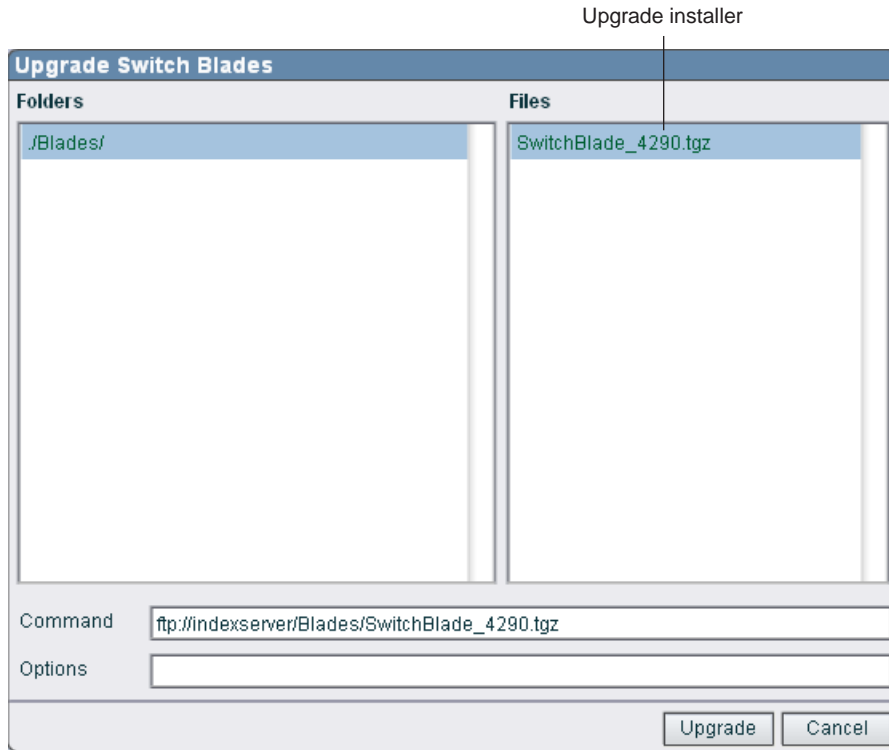 Upgrade installer
Upgrade Switch Blades
Folders
Files
./Blades/
SwitchBlade_4290.tgz
Command
ftp://indexserver/Blades/SwitchBlade_4290.tgz
Options
Upgrade
Cancel